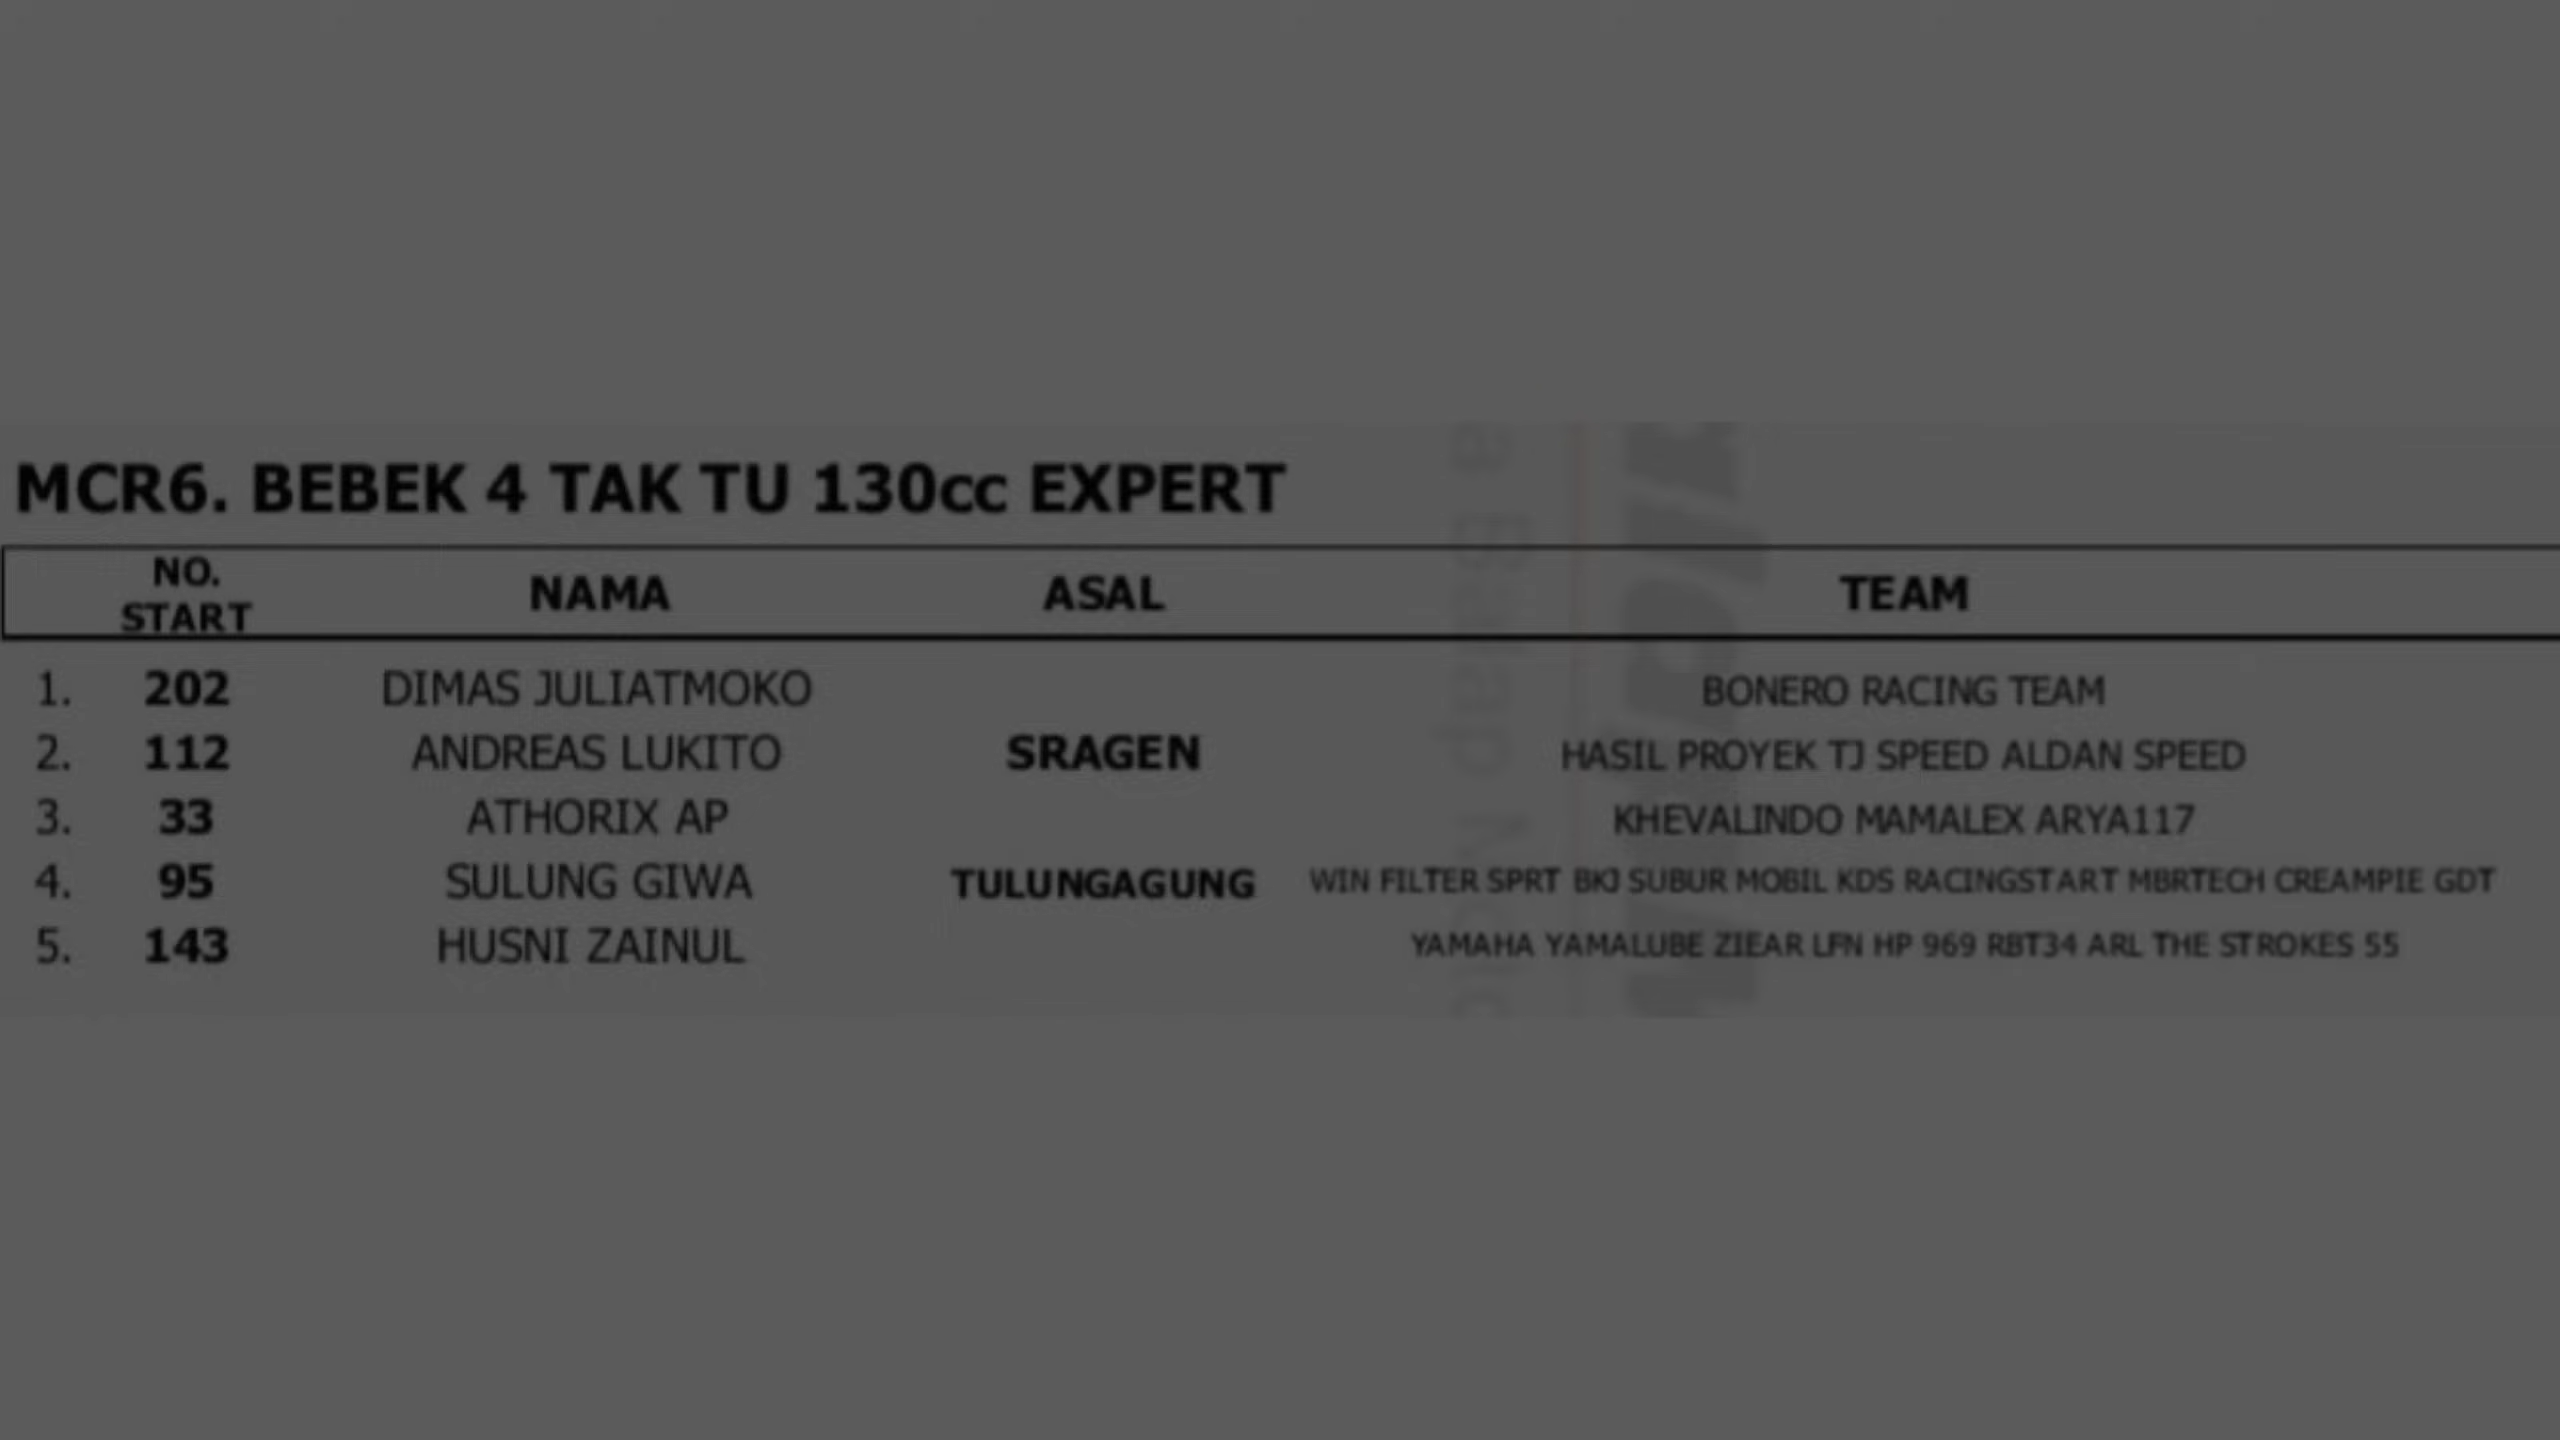 MCR6. BEBEK 4 TAK TU 130cc EXPERT
NO. START NAMA ASAL TEAM
1. 202 DIMAS JULIATMOKO BONERO RACING TEAM
2. 112 ANDREAS LUKITO SRAGEN HASIL PROYEK TJ SPEED ALDAN SPEED
3. 33 ATHORIX AP KHEVALINDO MAMALEX ARYA117
4. 95 SULUNG GIWA TULUNGAGUNG WIN FILTER SPRT BKJ SUBUR MOBIL KDS RACINGSTART MBRTECH CREAMPIE GDT
5. 143 HUSNI ZAINUL YAMAHA YAMALUBE ZIEAR LFN HP 969 RBT34 ARL THE STROKES 55